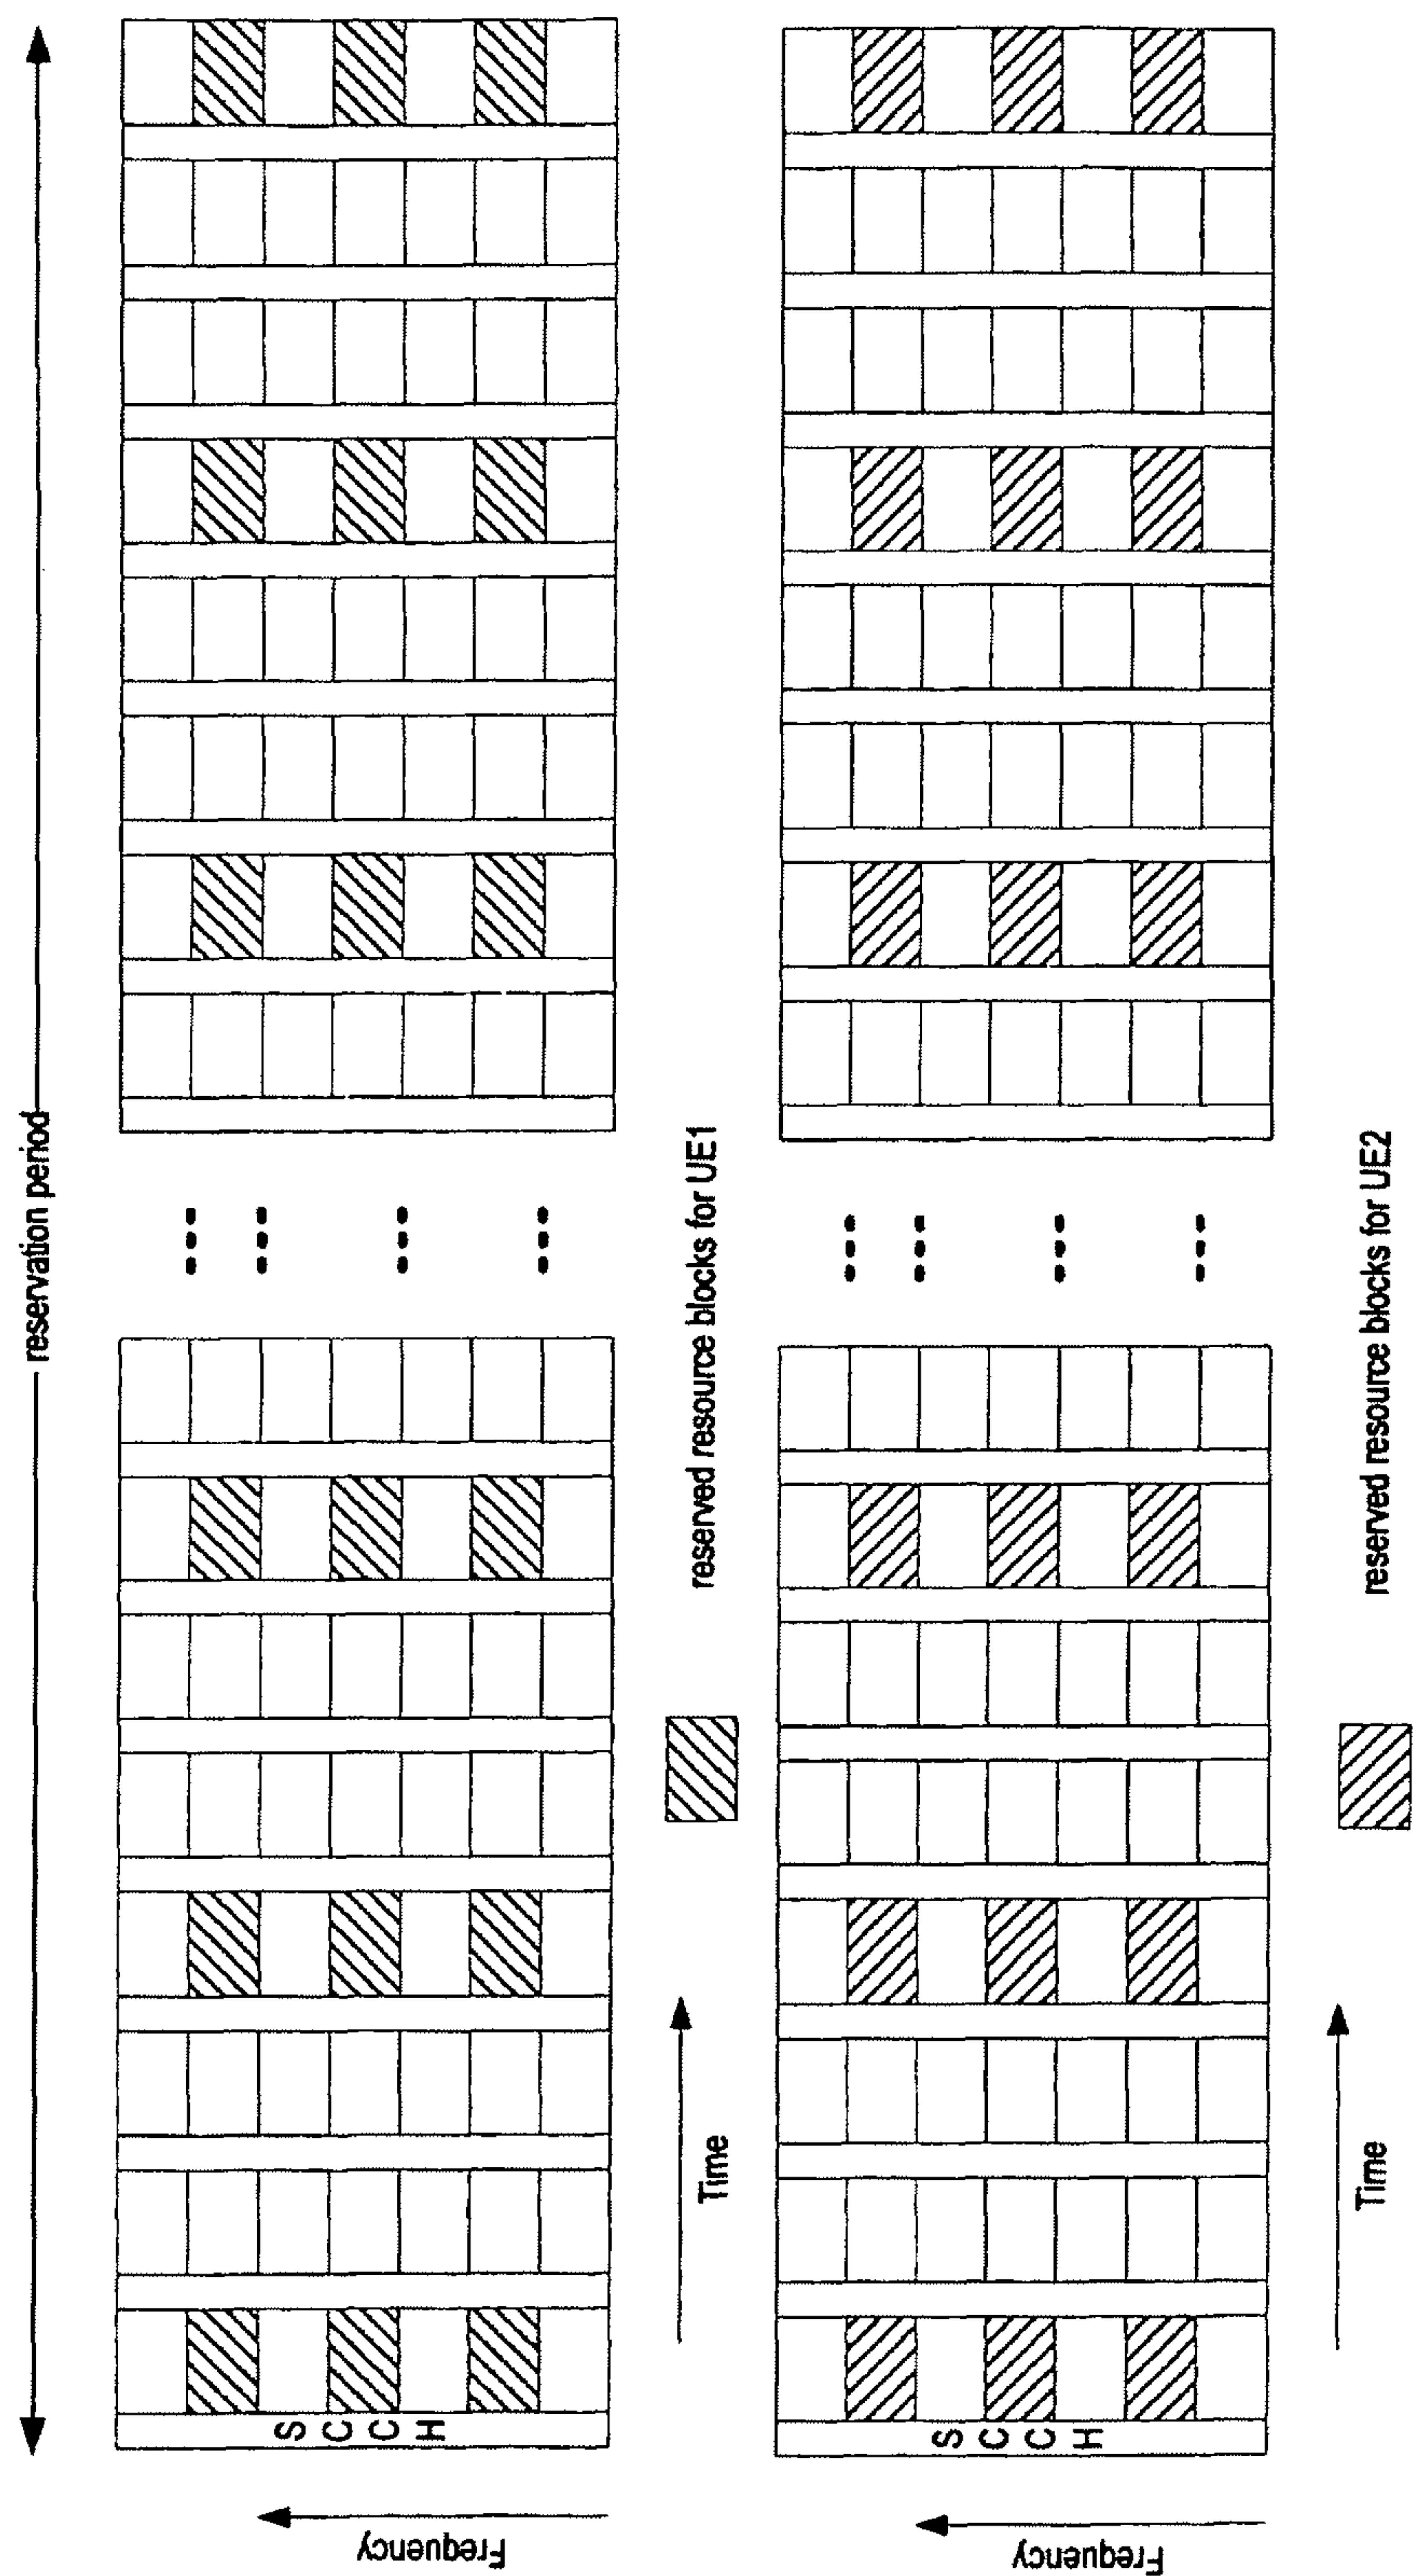 reservation period
Frequency
SCCH
Time
reserved resource blocks for UE1
Frequency
SCCH
Time
reserved resource blocks for UE2